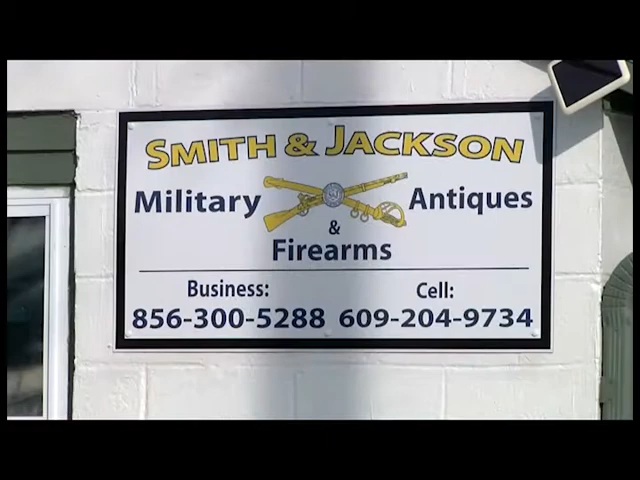 SMITH & JACKSON
Military Antiques
&
Firearms
Business: Cell:
856-300-5288 609-204-9734